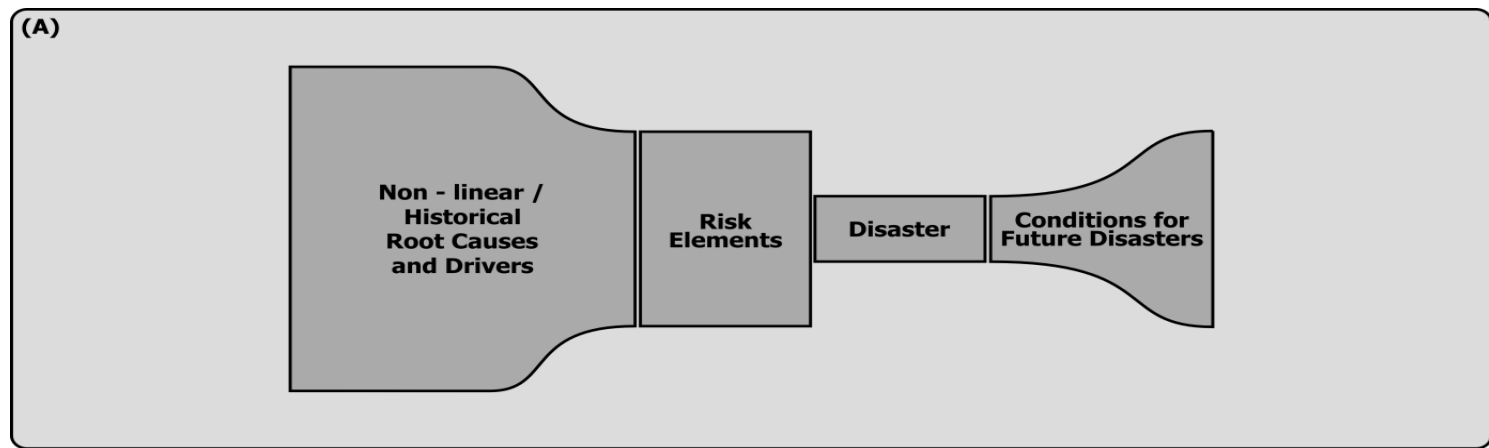 (A)
Non - linear /
Historical
Root Causes
and Drivers
Risk
Elements
Disaster
Conditions for
Future Disasters